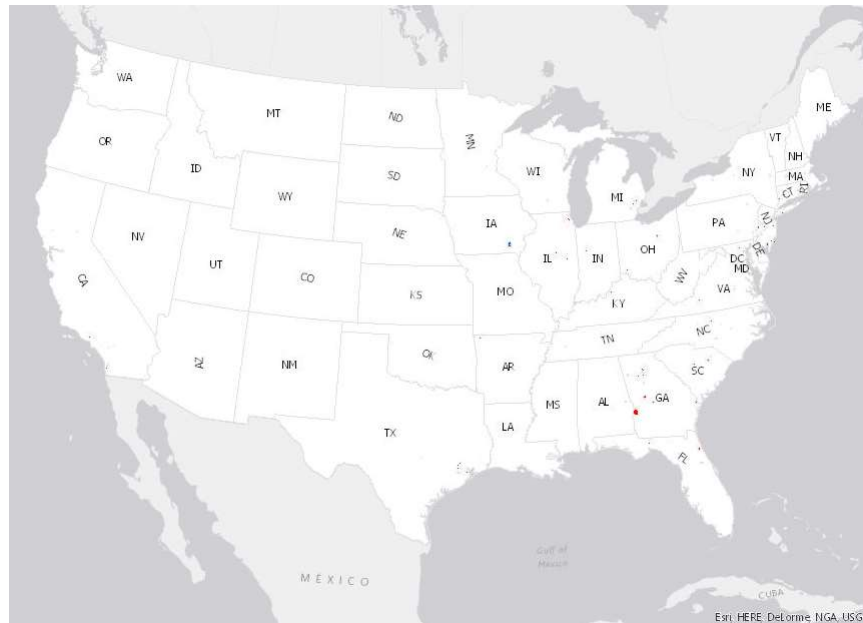 WA
MT
ND
MN
ME
OR
ID
SD
WI
VT
NH
NY
MA
CT
RI
WY
MI
IA
NE
PA
NJ
NV
UT
CO
IL
IN
OH
DE
DC
MD
WV
VA
CA
KS
MO
KY
AZ
NM
OK
AR
TN
NC
SC
TX
LA
MS
AL
GA
FL
Gulf of
Mexico
MÉXICO
CUBA
Esri, HERE, DeLorme, NGA, USG